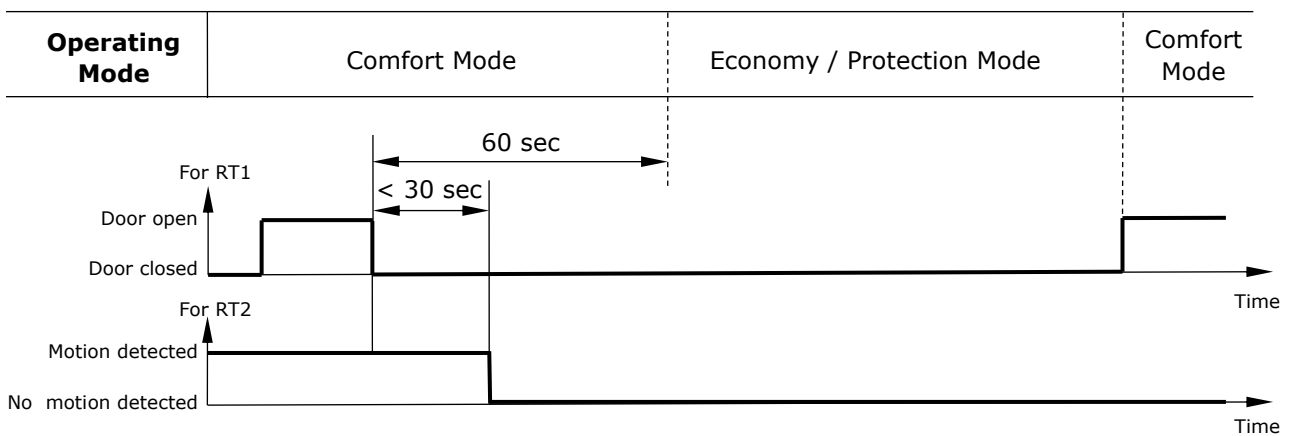 Operating
Mode
Comfort Mode
Economy / Protection Mode
Comfort
Mode
60 sec
For RT1
< 30 sec
Door open
Door closed
Time
For RT2
Motion detected
No motion detected
Time